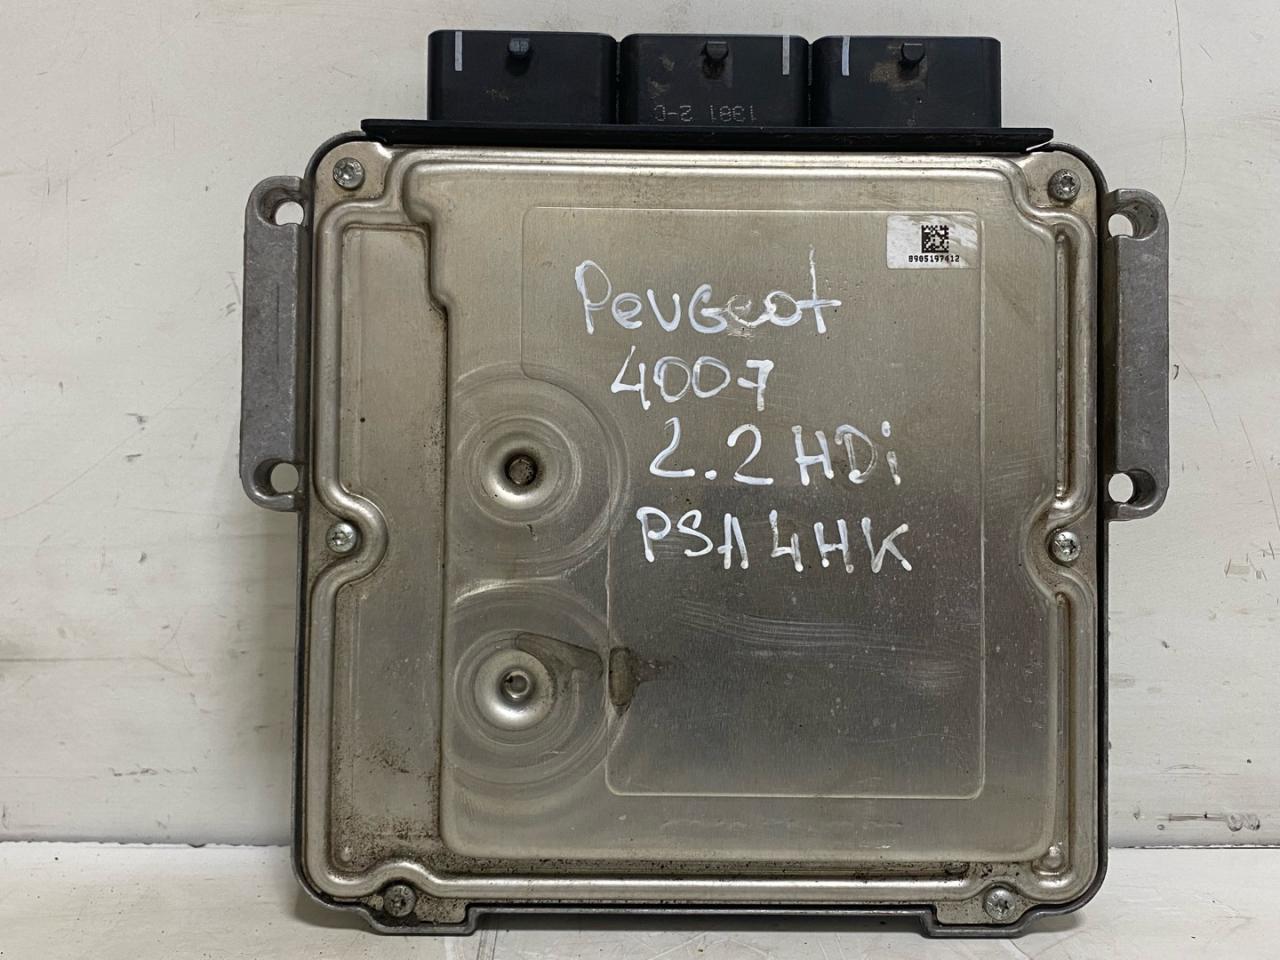 1381 2-C
8905197412
PeUGeot
4007
2.2 HDi
PSA 4HK